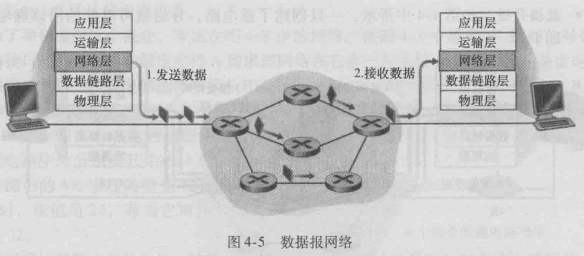 应用层
运输层
网络层
数据链路层
物理层
1.发送数据
2.接收数据
应用层
运输层
网络层
数据链路层
物理层
图 4-5 数据报网络